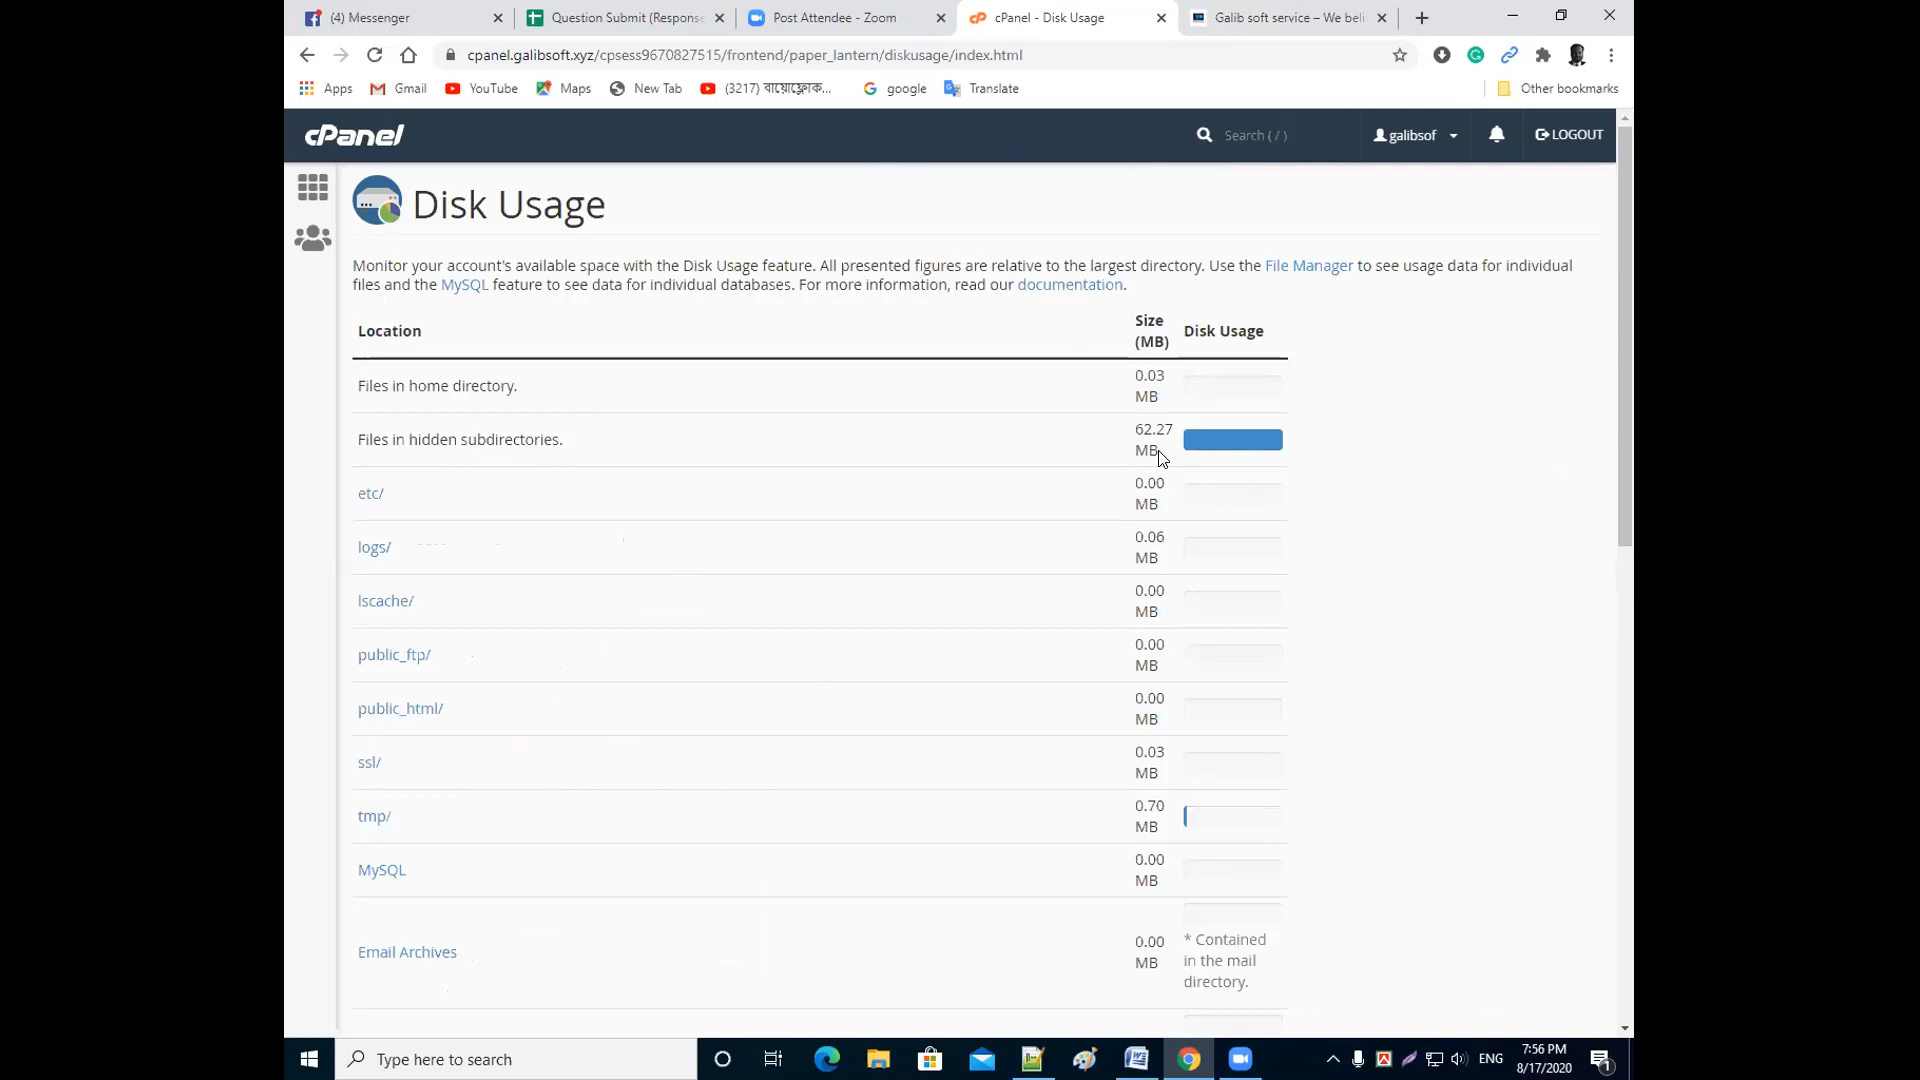 (4) Messenger
Question Submit (Respons
Post Attendee - Zoom
cPanel - Disk Usage
Galib soft service – We beli
cpanel.galibsoft.xyz/cpsess9670827515/frontend/paper_lantern/diskusage/index.html
Apps
Gmail
YouTube
Maps
New Tab
(3217) বায়োফ্লোক...
google
Translate
Other bookmarks
cPanel
Search ( / )
galibsof
LOGOUT
Disk Usage
Monitor your account's available space with the Disk Usage feature. All presented figures are relative to the largest directory. Use the File Manager to see usage data for individual
files and the MySQL feature to see data for individual databases. For more information, read our documentation.
Location
Size
(MB)
Disk Usage
Files in home directory.
0.03
MB
Files in hidden subdirectories.
62.27
MB
etc/
0.00
MB
logs/
0.06
MB
lscache/
0.00
MB
public_ftp/
0.00
MB
public_html/
0.00
MB
ssl/
0.03
MB
tmp/
0.70
MB
MySQL
0.00
MB
Email Archives
0.00
MB
* Contained
in the mail
directory.
Type here to search
ENG
7:56 PM
8/17/2020
1